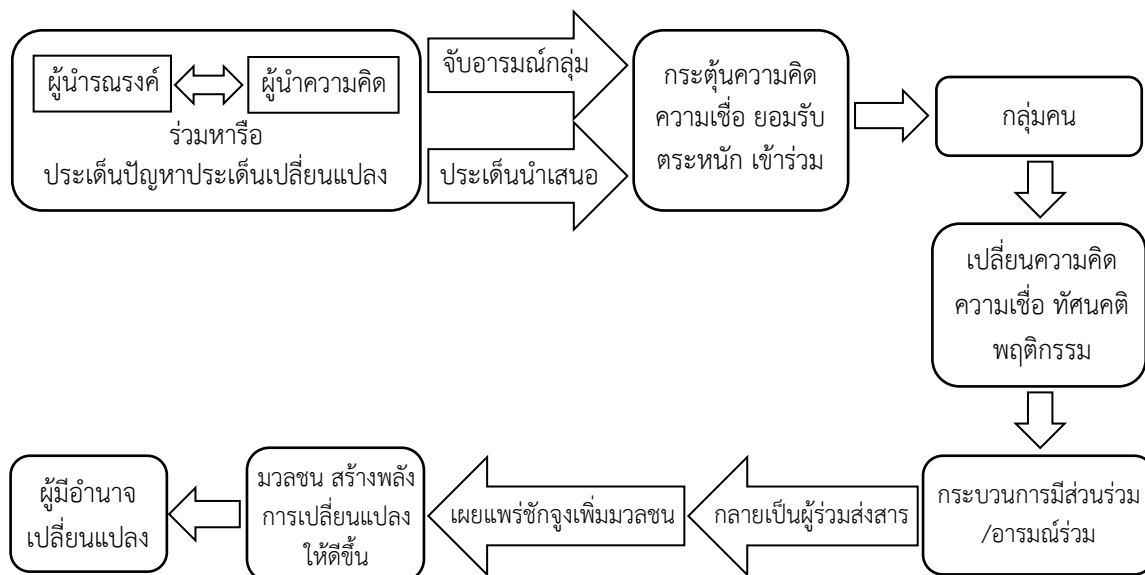 ผู้นำรณรงค์
ผู้นำความคิด
ร่วมหารือ
ประเด็นปัญหาประเด็นเปลี่ยนแปลง
จับอารมณ์กลุ่ม
ประเด็นนำเสนอ
กระตุ้นความคิด
ความเชื่อ ยอมรับ
ตระหนัก เข้าร่วม
กลุ่มคน
เปลี่ยนความคิด
ความเชื่อ ทัศนคติ
พฤติกรรม
กระบวนการมีส่วนร่วม
/อารมณ์ร่วม
กลายเป็นผู้ร่วมส่งสาร
เผยแพร่ชักจูงเพิ่มมวลชน
มวลชน สร้างพลัง
การเปลี่ยนแปลง
ให้ดีขึ้น
ผู้มีอำนาจ
เปลี่ยนแปลง